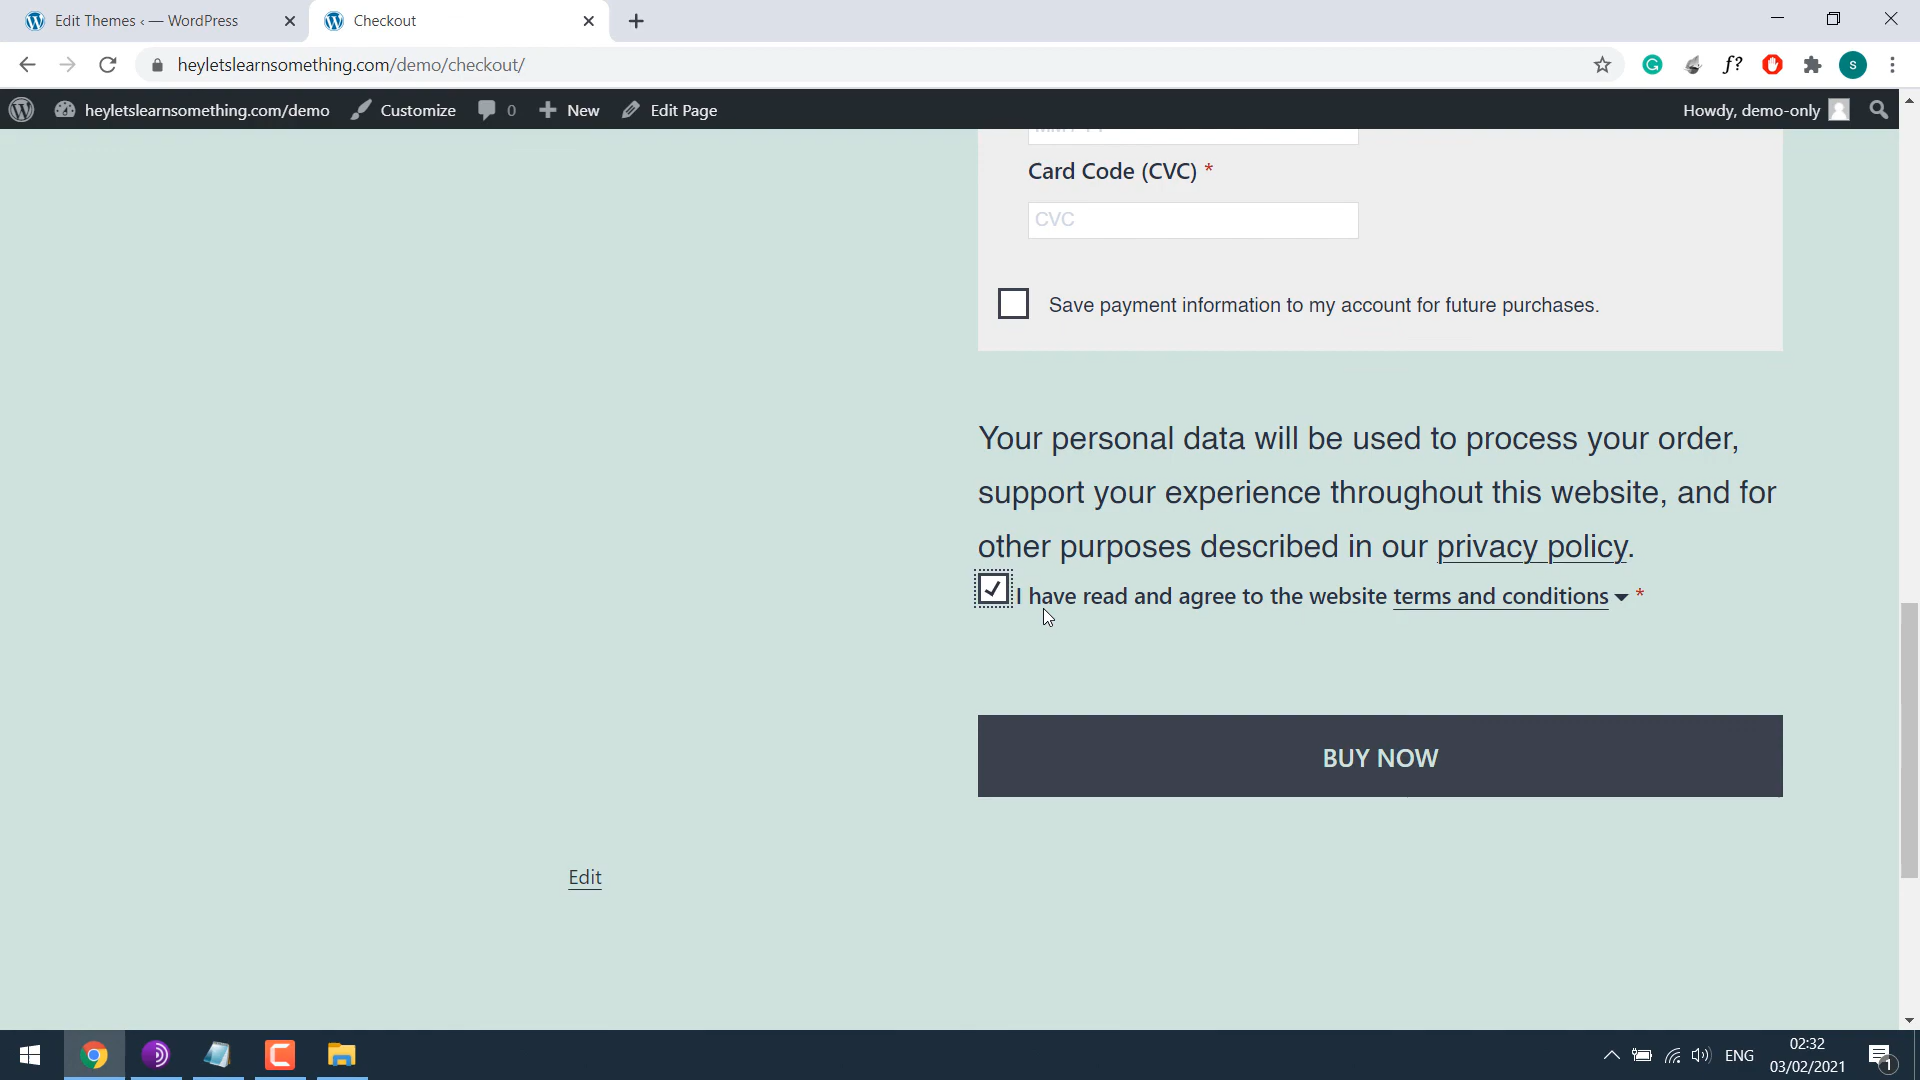 Edit Themes ‹ — WordPress
Checkout
heyletslearnsomething.com/demo/checkout/
S
heyletslearnsomething.com/demo
Customize
0
New
Edit Page
Howdy, demo-only
Card Code (CVC) *
CVC
Save payment information to my account for future purchases.
Your personal data will be used to process your order,
support your experience throughout this website, and for
other purposes described in our privacy policy.
I have read and agree to the website terms and conditions *
BUY NOW
Edit
ENG
02:32
03/02/2021
1